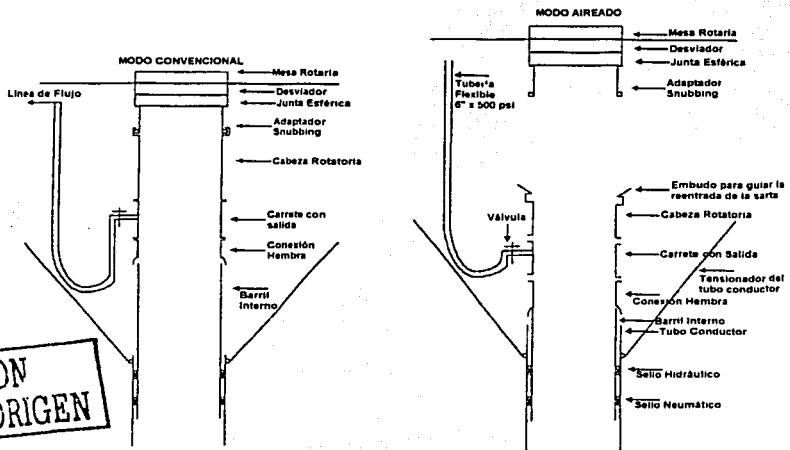 MODO CONVENCIONAL
Mesa Rotaria
Desviador
Junta Esférica
Línea de Flujo
Adaptador
Snubbing
Cabeza Rotatoria
Carrete con
salida
Conexión
Hembra
Barril
Interno
MODO AIREADO
Mesa Rotaria
Desviador
Junta Esférica
Tubería
Flexible
6" x 500 psi
Adaptador
Snubbing
Embudo para guiar la
reentrada de la sarta
Cabeza Rotatoria
Válvula
Carrete con Salida
Tensionador del
tubo conductor
Conexión Hembra
Barril Interno
Tubo Conductor
Sello Hidráulico
Sello Neumático
ON
ORIGEN